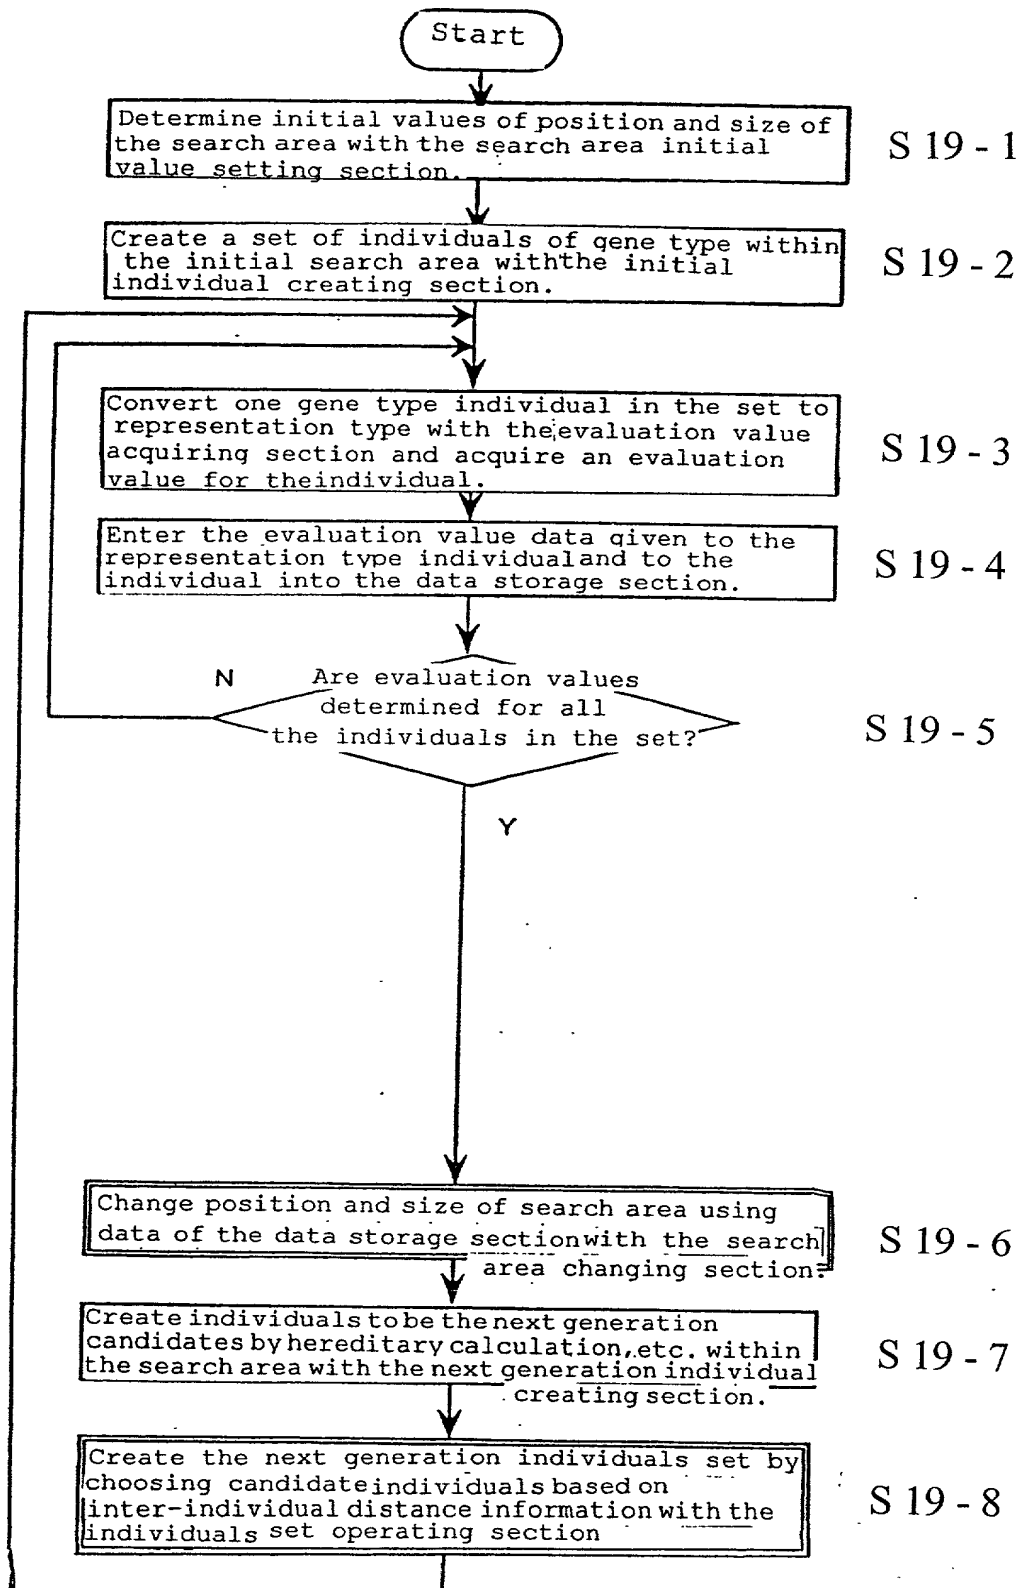 Start
Determine initial values of position and size of
the search area with the search area initial
value setting section.
S 19 - 1
Create a set of individuals of gene type within
the initial search area with the initial
individual creating section.
S 19 - 2
Convert one gene type individual in the set to
representation type with the evaluation value
acquiring section and acquire an evaluation
value for theindividual.
S 19 - 3
Enter the evaluation value data given to the
representation type individualand to the
individual into the data storage section.
S 19 - 4
N
Are evaluation values
determined for all
the individuals in the set?
S 19 - 5
Y
Change position and size of search area using
data of the data storage sectionwith the search
area changing section.
S 19 - 6
Create individuals to be the next generation
candidates by hereditary calculation, etc. within
the search area with the next generation individual
creating section.
S 19 - 7
Create the next generation individuals set by
choosing candidate individuals based on
inter-individual distance information with the
individuals set operating section
S 19 - 8